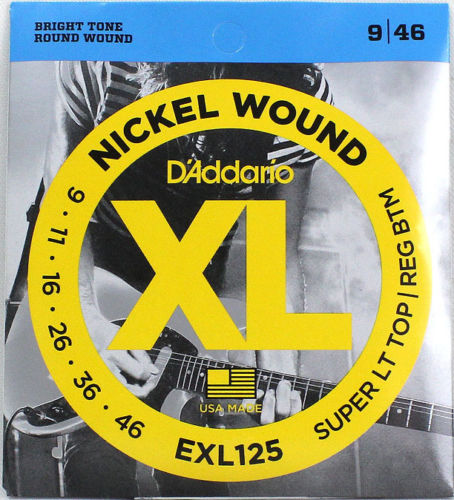 BRIGHT TONE
ROUND WOUND
9|46
NICKEL WOUND
D'Addario
XL
9 · 11 · 16 · 26 · 36 · 46
SUPER LT TOP | REG BTM
USA MADE
EXL125